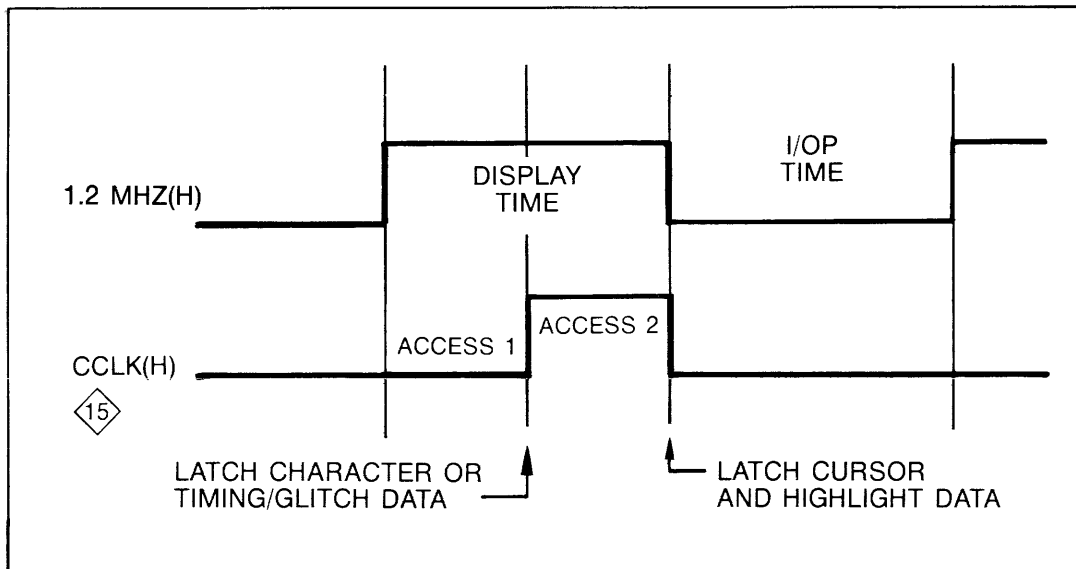 1.2 MHZ(H)
DISPLAY
TIME
I/OP
TIME
CCLK(H)
15
ACCESS 1
ACCESS 2
LATCH CHARACTER OR
TIMING/GLITCH DATA
LATCH CURSOR
AND HIGHLIGHT DATA